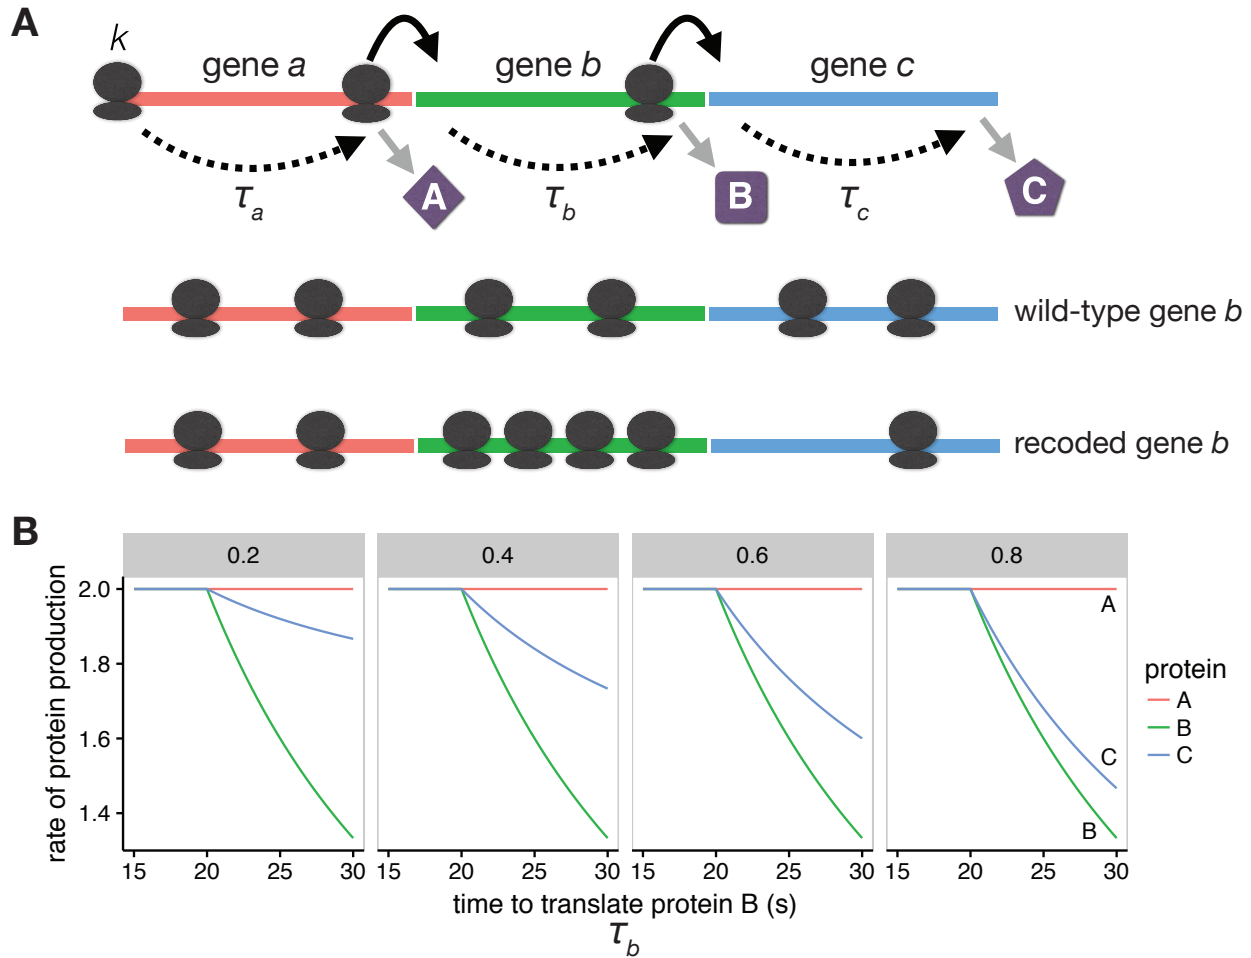 A
k
gene a
gene b
gene c
A
B
C
τa
τb
τc
wild-type gene b
recoded gene b
B
0.2
0.4
0.6
0.8
rate of protein production
2.0
1.8
1.6
1.4
A
C
B
protein
A
B
C
15 20 25 30
15 20 25 30
15 20 25 30
15 20 25 30
time to translate protein B (s)
τb